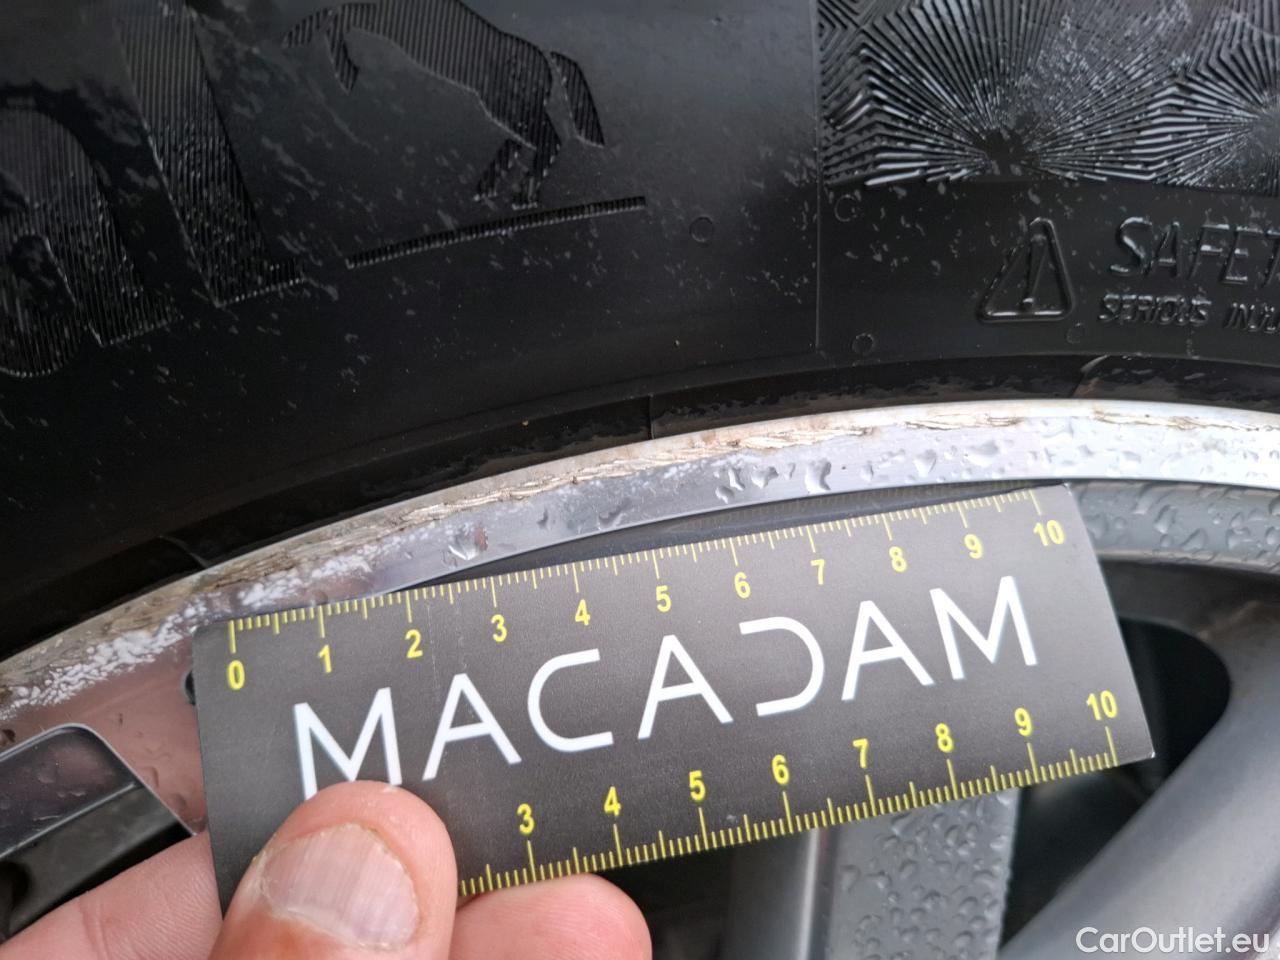 SAFET
SERIOUS INJU
0 1 2 3 4 5 6 7 8 9 10
MACADAM
3 4 5 6 7 8 9 10
CarOutlet.eu